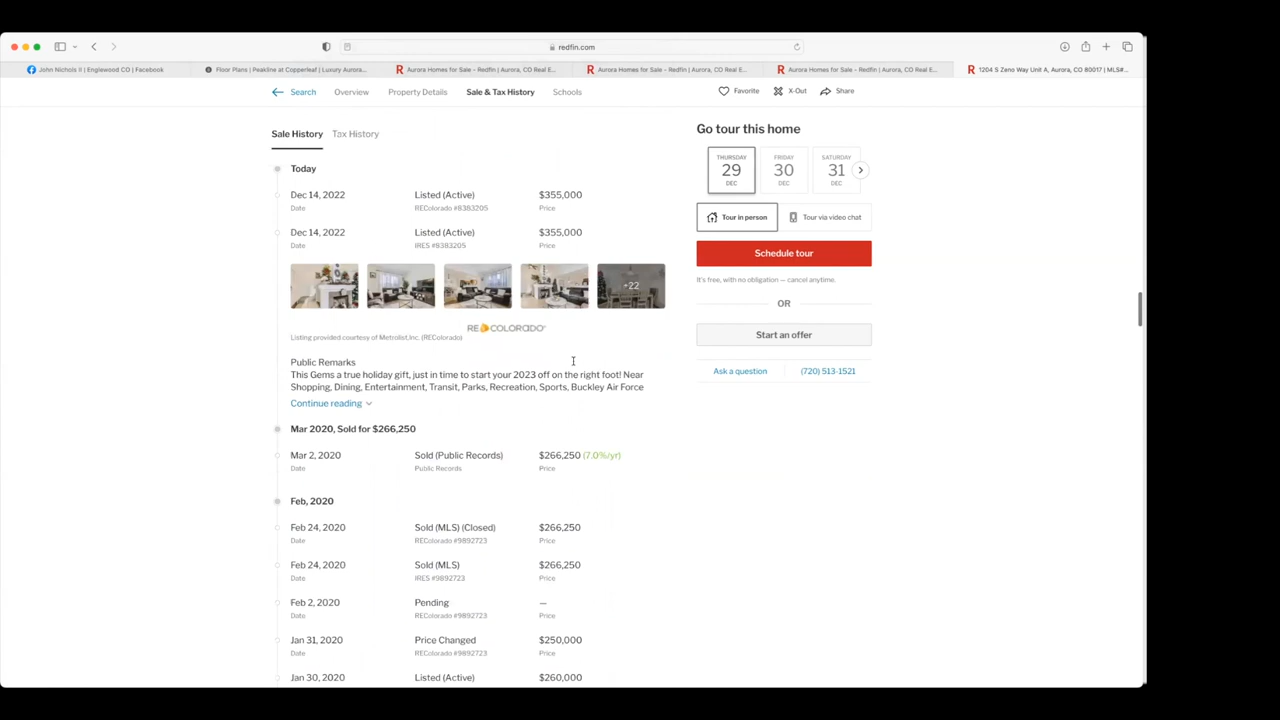 redfin.com
John Nichols II | Englewood CO | Facebook
Floor Plans | Peakline at Copperleaf | Luxury Aurora...
Aurora Homes for Sale - Redfin | Aurora, CO Real E...
Aurora Homes for Sale - Redfin | Aurora, CO Real E...
Aurora Homes for Sale - Redfin | Aurora, CO Real E...
1204 S Zeno Way Unit A, Aurora, CO 80017 | MLS#...
Search
Overview
Property Details
Sale & Tax History
Schools
Favorite
X-Out
Share
Sale History
Tax History
Today
Dec 14, 2022 Listed (Active) $355,000
Date REColorado #8383205 Price
Dec 14, 2022 Listed (Active) $355,000
Date IRES #8383205 Price
+22
Listing provided courtesy of Metrolist,Inc. (REColorado)
RECOLORADO
Public Remarks
This Gems a true holiday gift, just in time to start your 2023 off on the right foot! Near
Shopping, Dining, Entertainment, Transit, Parks, Recreation, Sports, Buckley Air Force
Continue reading
Mar 2020, Sold for $266,250
Mar 2, 2020 Sold (Public Records) $266,250 (7.0%/yr)
Date Public Records Price
Feb, 2020
Feb 24, 2020 Sold (MLS) (Closed) $266,250
Date REColorado #9892723 Price
Feb 24, 2020 Sold (MLS) $266,250
Date IRES #9892723 Price
Feb 2, 2020 Pending —
Date REColorado #9892723 Price
Jan 31, 2020 Price Changed $250,000
Date REColorado #9892723 Price
Jan 30, 2020 Listed (Active) $260,000
Go tour this home
THURSDAY FRIDAY SATURDAY
29 30 31
DEC DEC DEC
Tour in person
Tour via video chat
Schedule tour
It's free, with no obligation — cancel anytime.
OR
Start an offer
Ask a question
(720) 513-1521